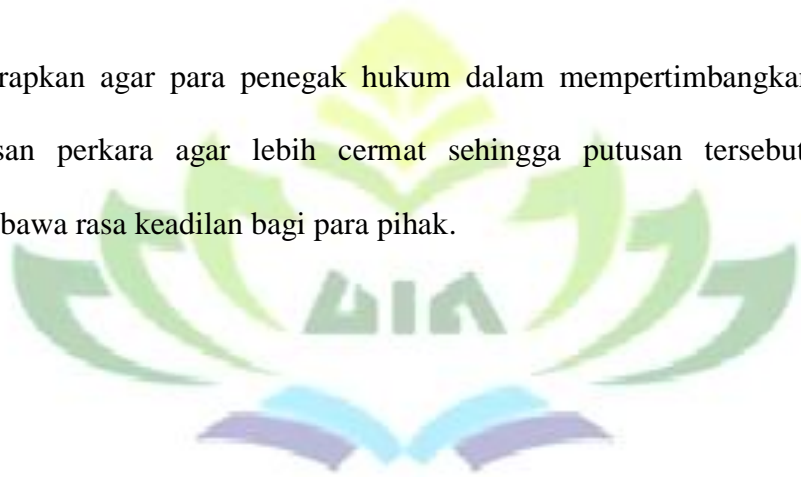 rapkan agar para penegak hukum dalam mempertimbangkan
san perkara agar lebih cermat sehingga putusan tersebut
bawa rasa keadilan bagi para pihak.
UIN